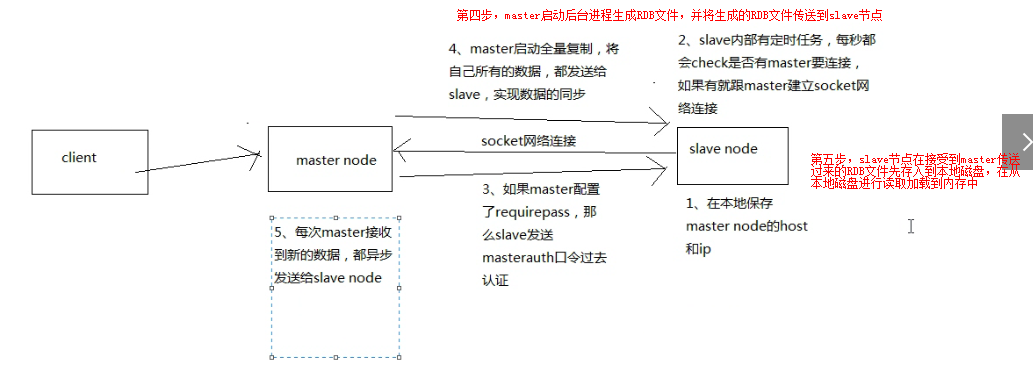 第四步，master启动后台进程生成RDB文件，并将生成的RDB文件传送到slave节点
4、master启动全量复制，将
自己所有的数据，都发送给
slave，实现数据的同步
2、slave内部有定时任务，每秒都
会check是否有master要连接，
如果有就跟master建立socket网
络连接
client
master node
socket网络连接
slave node
第五步，slave节点在接受到master传送
过来的RDB文件先存入到本地磁盘，在从
本地磁盘进行读取加载到内存中
3、如果master配置
了requirepass，那
么slave发送
masterauth口令过去
认证
1、在本地保存
master node的host
和ip
5、每次master接收
到新的数据，都异步
发送给slave node